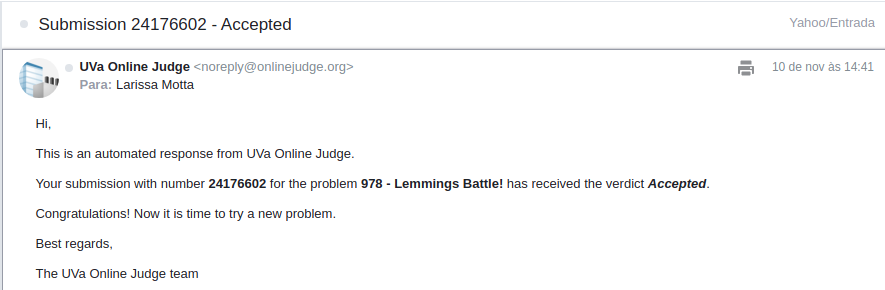 Submission 24176602 - Accepted
Yahoo/Entrada
UVa Online Judge <noreply@onlinejudge.org>
10 de nov às 14:41
Para: Larissa Motta
Hi,
This is an automated response from UVa Online Judge.
Your submission with number 24176602 for the problem 978 - Lemmings Battle! has received the verdict Accepted.
Congratulations! Now it is time to try a new problem.
Best regards,
The UVa Online Judge team